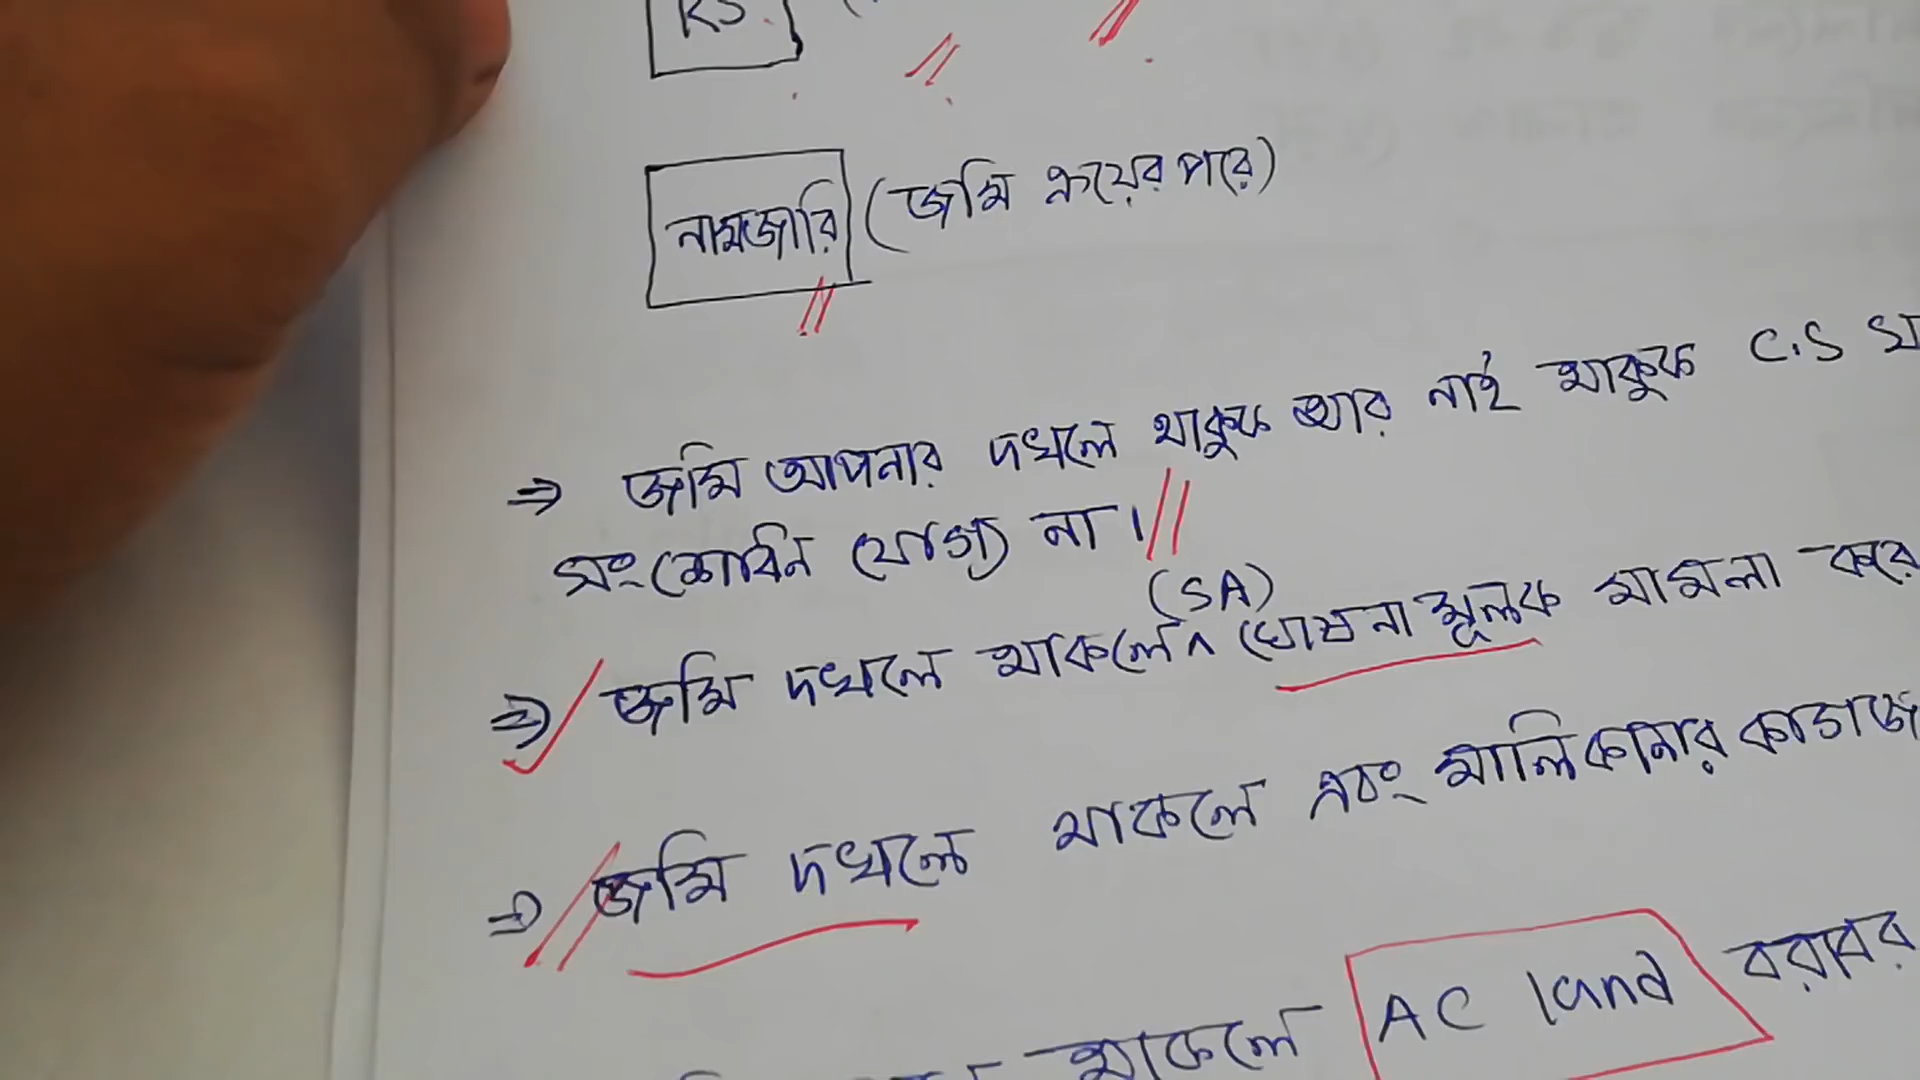 RS
নামজারি (জমি ক্রয়ের পরে)
⇒ জমি আপনার দখলে থাকুক আর নাই থাকুক C.S
সংশোধন যোগ্য না।
(SA)
⇒ জমি দখলে থাকলে ^ ঘোষনা মূলক মামলা করে
⇒ জমি দখলে থাকলে এবং মালিকানার কাগজ
থাকলে AC land বরাবর